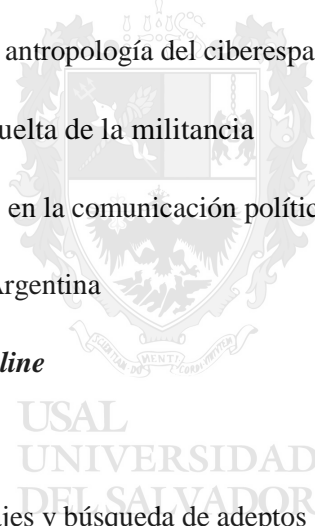 antropología del ciberespa
uelta de la militancia
en la comunicación polític
Argentina
line
USAL
UNIVERSIDAD
DEL SALVADOR
ajes y búsqueda de adeptos